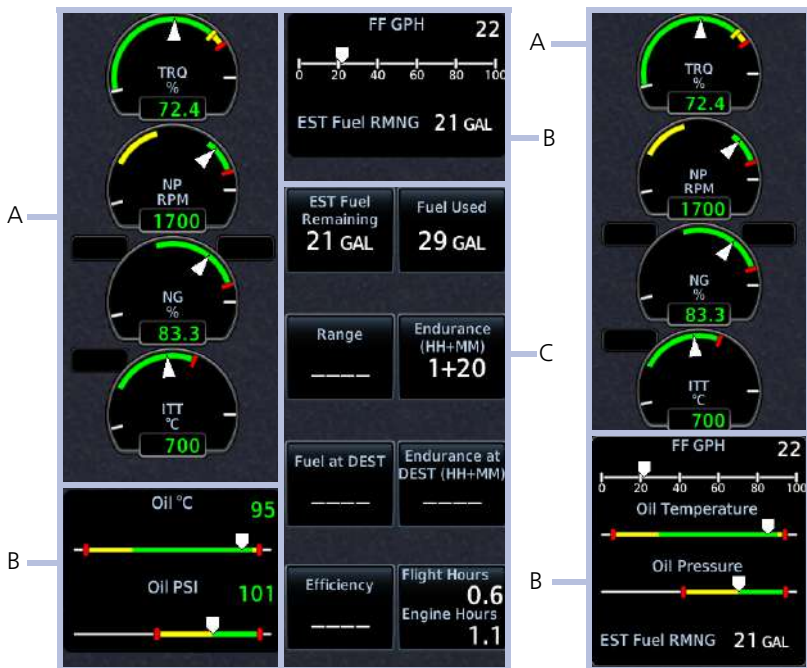 A
TRQ
%
72.4
NP
RPM
1700
NG
%
83.3
ITT
°C
700
B
Oil °C
95
Oil PSI
101
FF GPH
22
0 20 40 60 80 100
EST Fuel RMNG 21 GAL
B
EST Fuel
Remaining
21 GAL
Fuel Used
29 GAL
Range
____
Endurance
(HH+MM)
1+20
C
Fuel at DEST
____
Endurance at
DEST (HH+MM)
____
Efficiency
____
Flight Hours
0.6
Engine Hours
1.1
A
TRQ
%
72.4
NP
RPM
1700
NG
%
83.3
ITT
°C
700
B
FF GPH
22
0 20 40 60 80 100
Oil Temperature
Oil Pressure
EST Fuel RMNG 21 GAL